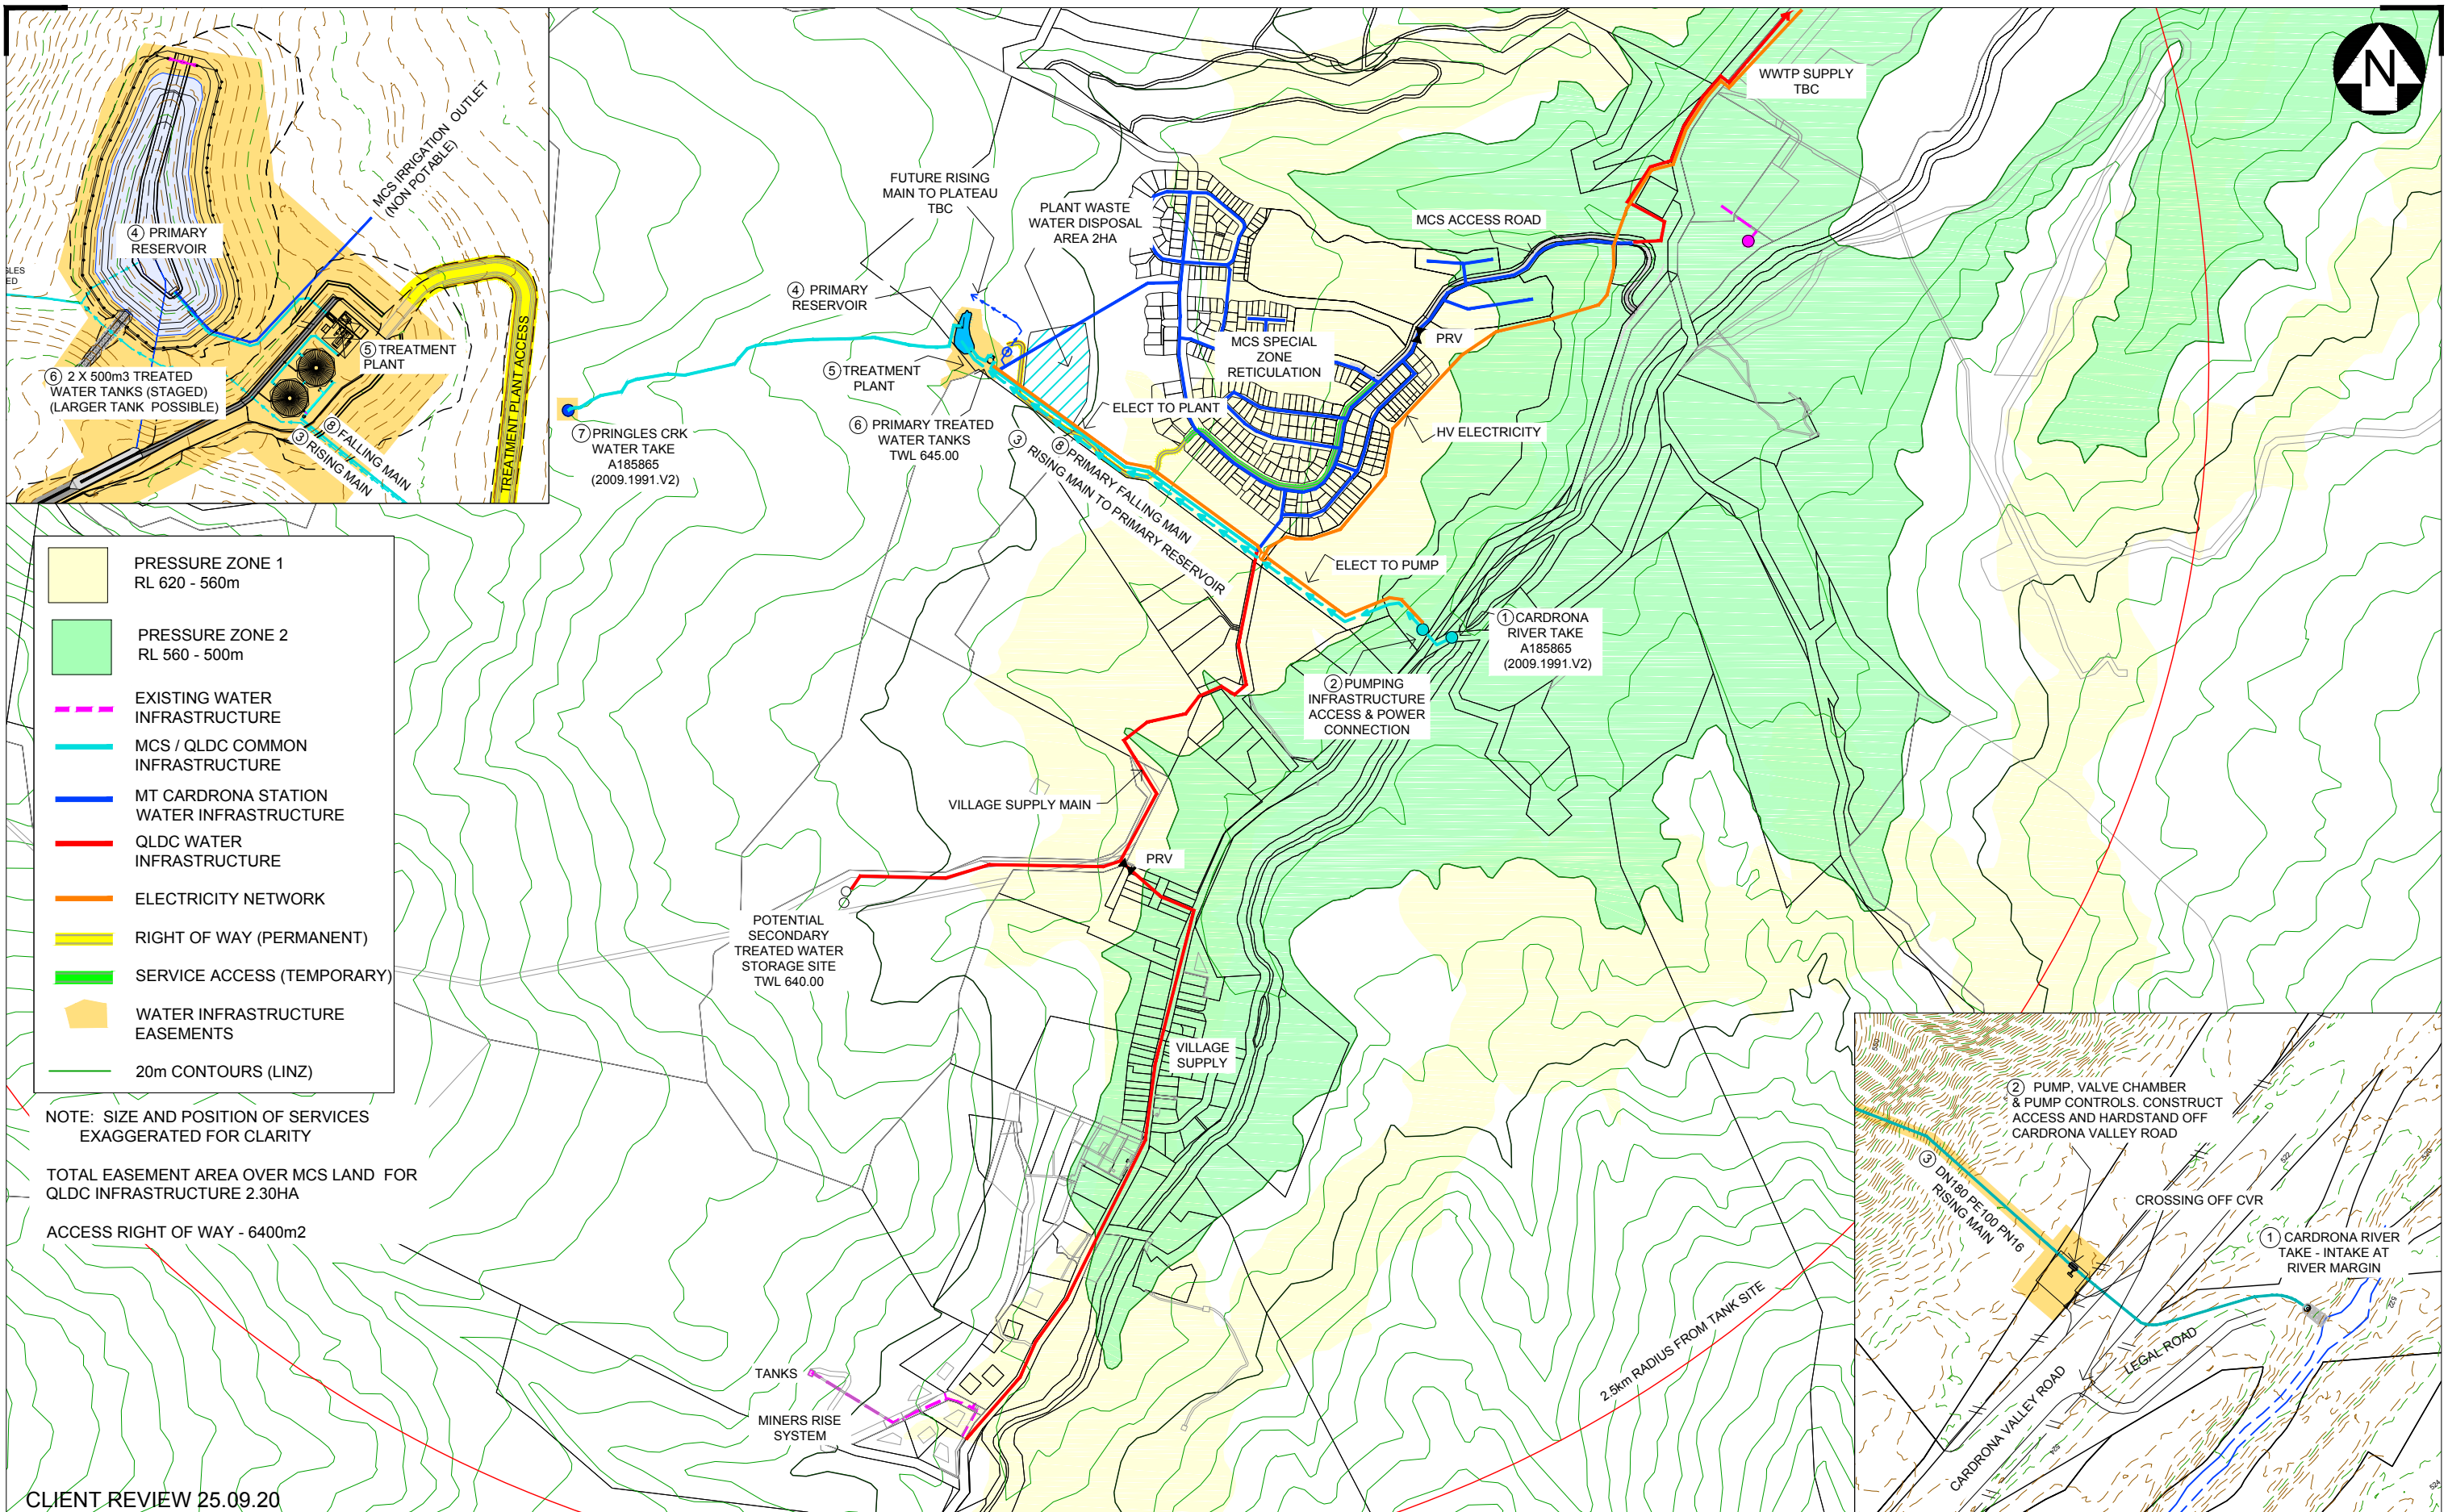 MCS IRRIGATION OUTLET
(NON POTABLE)
④ PRIMARY
RESERVOIR
⑤ TREATMENT
PLANT
⑥ 2 X 500m3 TREATED
WATER TANKS (STAGED)
(LARGER TANK POSSIBLE)
⑧ FALLING MAIN
③ RISING MAIN
TREATMENT PLANT ACCESS
N
WWTP SUPPLY
TBC
FUTURE RISING
MAIN TO PLATEAU
TBC
PLANT WASTE
WATER DISPOSAL
AREA 2HA
MCS ACCESS ROAD
④ PRIMARY
RESERVOIR
⑤ TREATMENT
PLANT
MCS SPECIAL
ZONE
RETICULATION
PRV
ELECT TO PLANT
⑥ PRIMARY TREATED
WATER TANKS
TWL 645.00
⑦ PRINGLES CRK
WATER TAKE
A185865
(2009.1991.V2)
HV ELECTRICITY
⑧ PRIMARY FALLING MAIN
③ RISING MAIN TO PRIMARY RESERVOIR
ELECT TO PUMP
① CARDRONA
RIVER TAKE
A185865
(2009.1991.V2)
② PUMPING
INFRASTRUCTURE
ACCESS & POWER
CONNECTION
VILLAGE SUPPLY MAIN
PRV
POTENTIAL
SECONDARY
TREATED WATER
STORAGE SITE
TWL 640.00
VILLAGE
SUPPLY
TANKS
MINERS RISE
SYSTEM
2.5km RADIUS FROM TANK SITE
PRESSURE ZONE 1
RL 620 - 560m
PRESSURE ZONE 2
RL 560 - 500m
EXISTING WATER
INFRASTRUCTURE
MCS / QLDC COMMON
INFRASTRUCTURE
MT CARDRONA STATION
WATER INFRASTRUCTURE
QLDC WATER
INFRASTRUCTURE
ELECTRICITY NETWORK
RIGHT OF WAY (PERMANENT)
SERVICE ACCESS (TEMPORARY)
WATER INFRASTRUCTURE
EASEMENTS
20m CONTOURS (LINZ)
NOTE: SIZE AND POSITION OF SERVICES
EXAGGERATED FOR CLARITY
TOTAL EASEMENT AREA OVER MCS LAND FOR
QLDC INFRASTRUCTURE 2.30HA
ACCESS RIGHT OF WAY - 6400m2
CLIENT REVIEW 25.09.20
② PUMP, VALVE CHAMBER
& PUMP CONTROLS. CONSTRUCT
ACCESS AND HARDSTAND OFF
CARDRONA VALLEY ROAD
③ DN180 PE100 PN16
RISING MAIN
CROSSING OFF CVR
① CARDRONA RIVER
TAKE - INTAKE AT
RIVER MARGIN
LEGAL ROAD
CARDRONA VALLEY ROAD
522
522
524